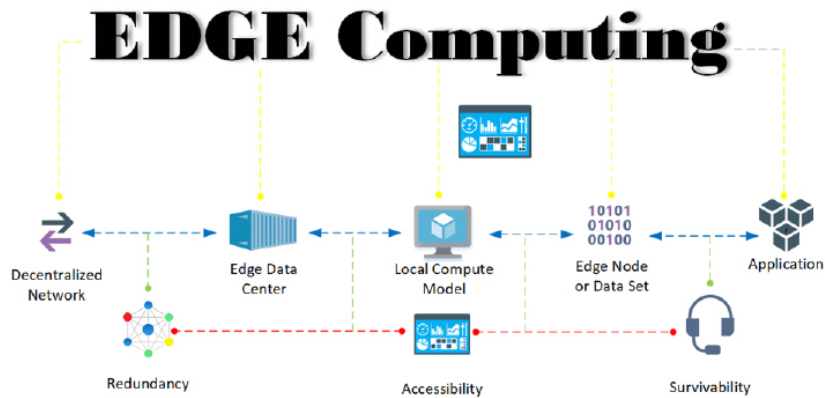 EDGE Computing
10101
01010
00100
Decentralized
Network
Edge Data
Center
Local Compute
Model
Edge Node
or Data Set
Application
Redundancy
Accessibility
Survivability